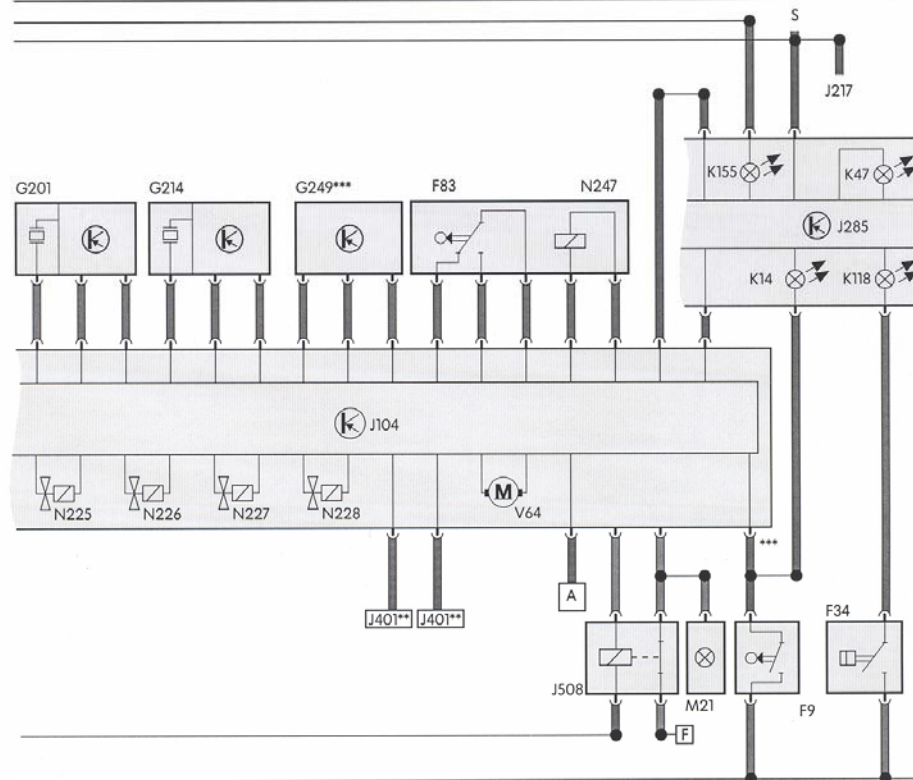 S
J217
K155
K47
G201
G214
G249***
F83
N247
J285
K14
K118
J104
N225
N226
N227
N228
M
V64
***
A
J401**
J401**
F34
J508
M21
F9
F